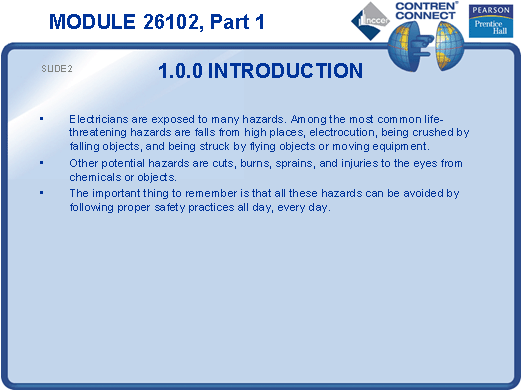 MODULE 26102, Part 1
nccer
CONTREN
CONNECT
PEARSON
Prentice
Hall
SLIDE 2
1.0.0 INTRODUCTION
• Electricians are exposed to many hazards. Among the most common life-
threatening hazards are falls from high places, electrocution, being crushed by
falling objects, and being struck by flying objects or moving equipment.
• Other potential hazards are cuts, burns, sprains, and injuries to the eyes from
chemicals or objects.
• The important thing to remember is that all these hazards can be avoided by
following proper safety practices all day, every day.